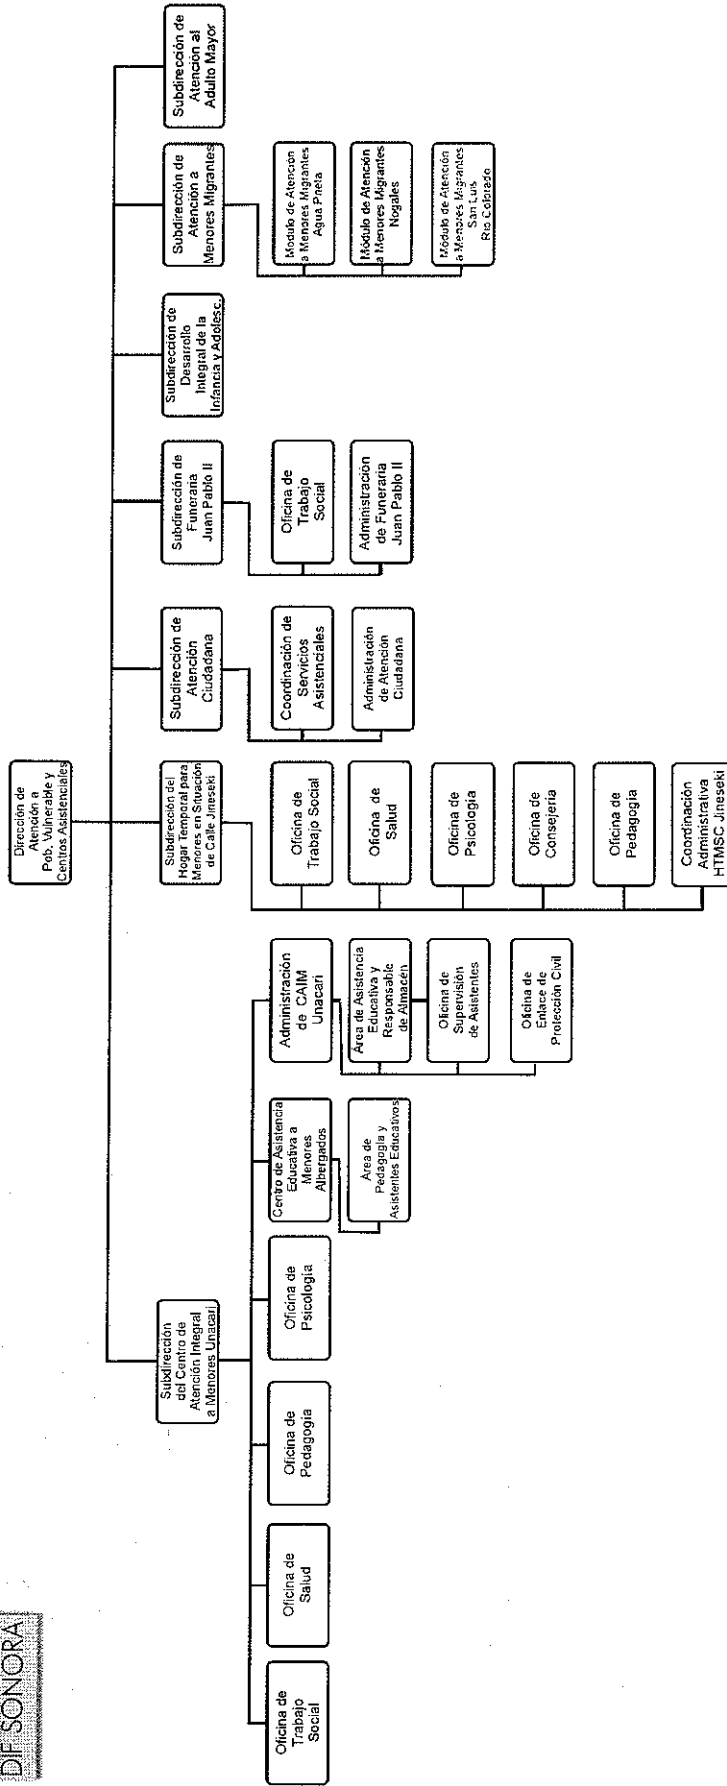 DIF SONORA
Dirección de
Atención a
Pob. Vulnerable y
Centros Asistenciales
Subdirección
del Centro de
Atención Integral
a Menores Unacari
Subdirección del
Hogar Temporal para
Menores en Situación
de Calle Jineseki
Subdirección de
Atención
Ciudadana
Subdirección de
Funeraria
Juan Pablo II
Subdirección de
Desarrollo
Integral de la
Infancia y Adolesc.
Subdirección de
Atención a
Menores Migrantes
Subdirección de
Atención al
Adulto Mayor
Oficina de
Trabajo
Social
Oficina de
Salud
Oficina de
Pedagogía
Oficina de
Psicología
Centro de Asistencia
Educativa a
Menores
Albergados
Área de
Pedagogía y
Asistentes Educativos
Administración
de CAIM
Unacari
Área de Asistencia
Educativa y
Responsable
de Almacén
Oficina de
Supervisión
de Asistentes
Oficina de
Enlace de
Protección Civil
Oficina de
Trabajo Social
Oficina de
Salud
Oficina de
Psicología
Oficina de
Consejería
Oficina de
Pedagogía
Coordinación
Administrativa
HTMSC Jineseki
Coordinación de
Servicios
Asistenciales
Administración
de Atención
Ciudadana
Oficina de
Trabajo
Social
Administración
de Funeraria
Juan Pablo II
Módulo de Atención
a Menores Migrantes
Agua Prieta
Módulo de Atención
a Menores Migrantes
Nogales
Módulo de Atención
a Menores Migrantes
San Luis
Rio Colorado